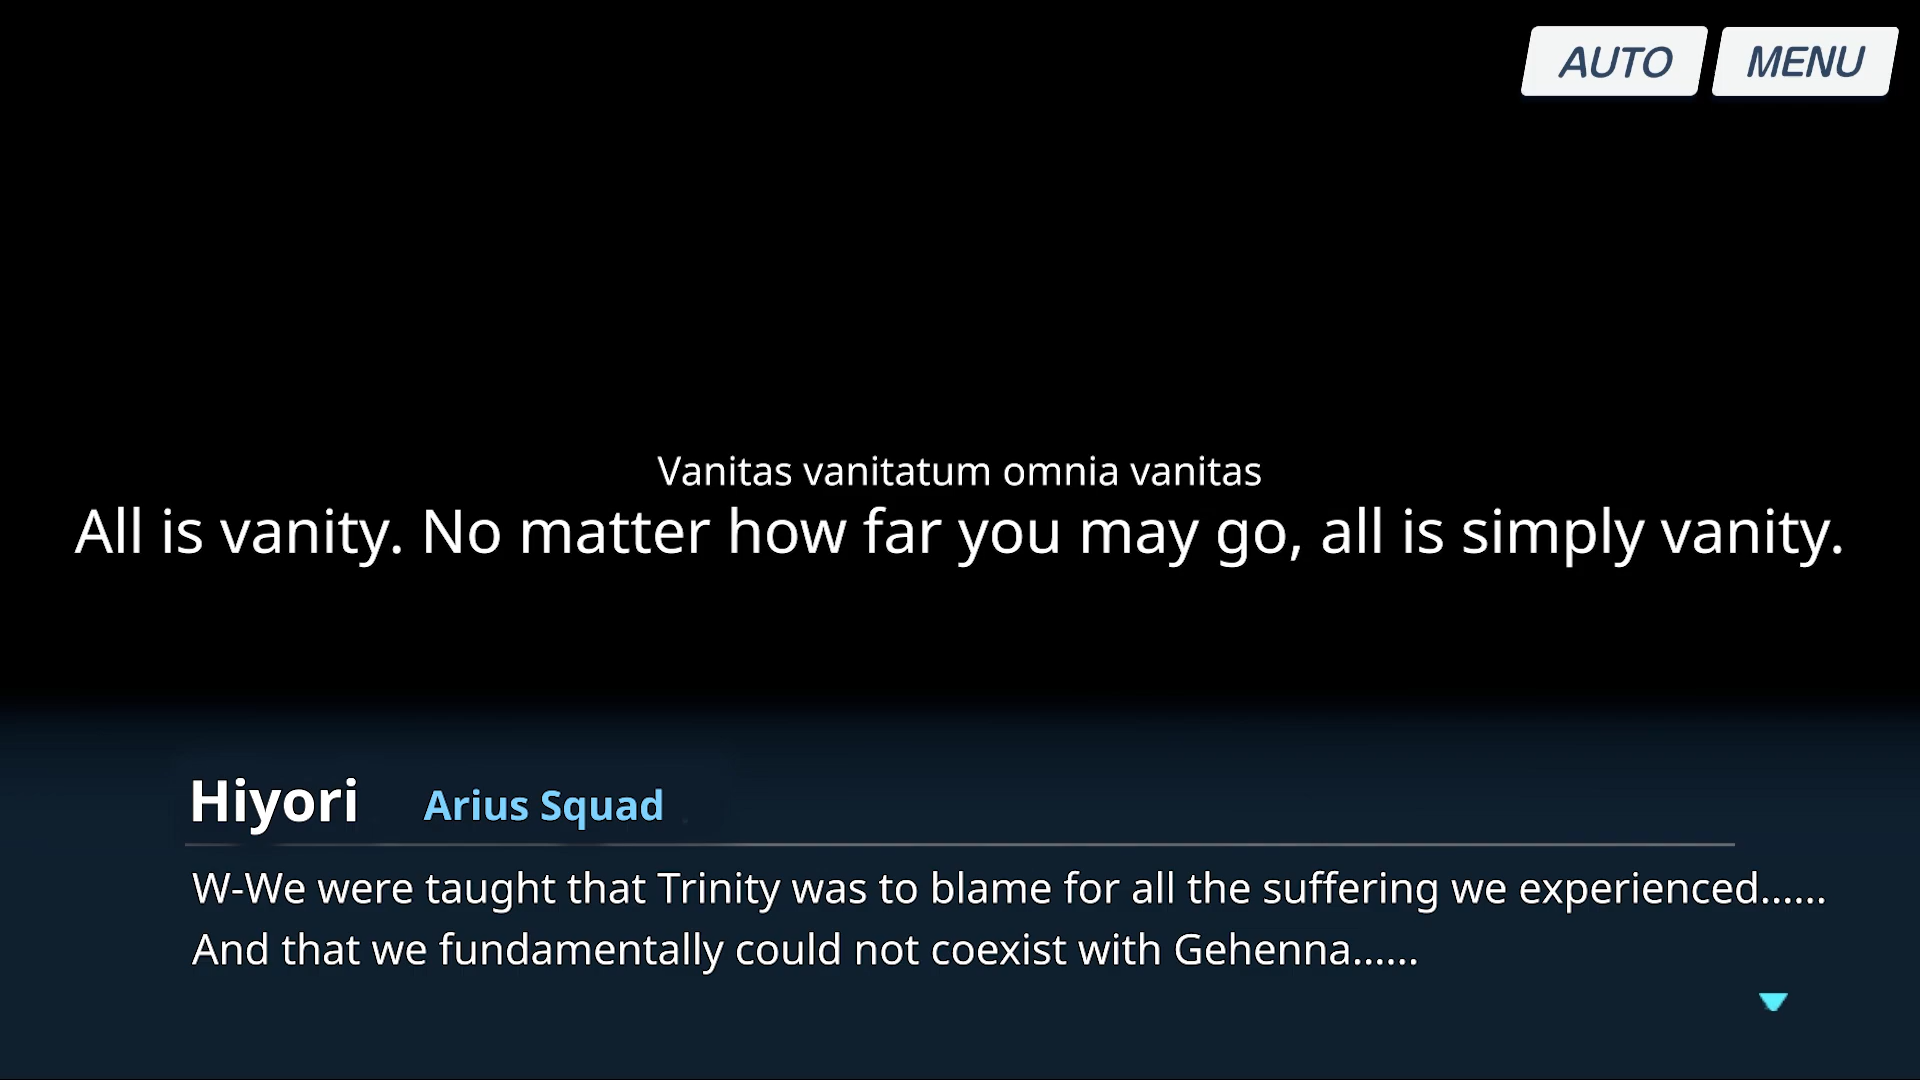 AUTO MENU
Vanitas vanitatum omnia vanitas
All is vanity. No matter how far you may go, all is simply vanity.
Hiyori Arius Squad
W-We were taught that Trinity was to blame for all the suffering we experienced......
And that we fundamentally could not coexist with Gehenna......